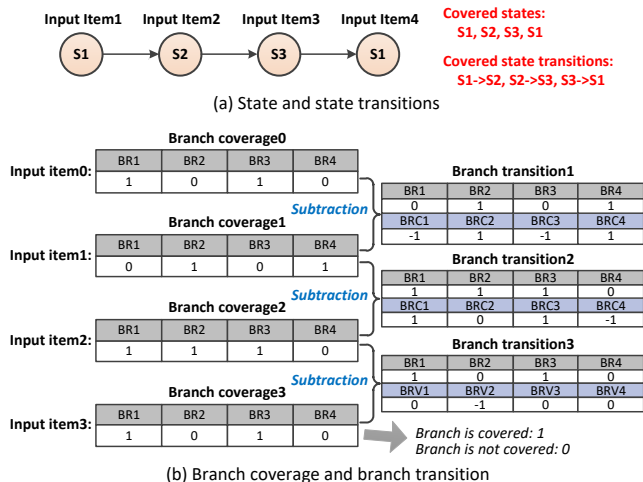 Input Item1 Input Item2 Input Item3 Input Item4
S1 S2 S3 S1
Covered states:
S1, S2, S3, S1
Covered state transitions:
S1->S2, S2->S3, S3->S1
(a) State and state transitions
Branch coverage0
Input item0:
BR1 BR2 BR3 BR4
1 0 1 0
Subtraction
Branch coverage1
Input item1:
BR1 BR2 BR3 BR4
0 1 0 1
Subtraction
Branch coverage2
Input item2:
BR1 BR2 BR3 BR4
1 1 1 0
Subtraction
Branch coverage3
Input item3:
BR1 BR2 BR3 BR4
1 0 1 0
Branch transition1
BR1 BR2 BR3 BR4
0 1 0 1
BRC1 BRC2 BRC3 BRC4
-1 1 -1 1
Branch transition2
BR1 BR2 BR3 BR4
1 1 1 0
BRC1 BRC2 BRC3 BRC4
1 0 1 -1
Branch transition3
BR1 BR2 BR3 BR4
1 0 1 0
BRV1 BRV2 BRV3 BRV4
0 -1 0 0
Branch is covered: 1
Branch is not covered: 0
(b) Branch coverage and branch transition